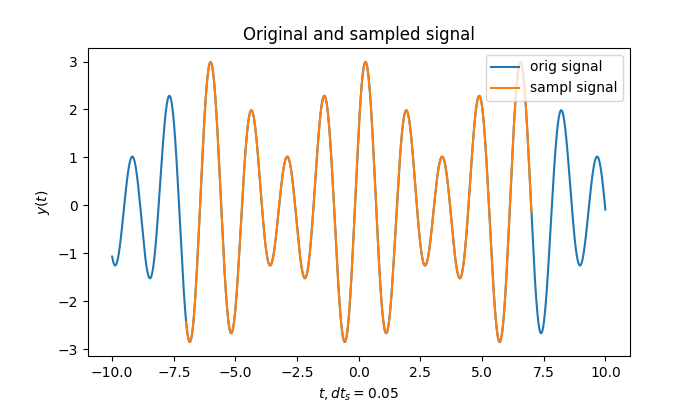 Original and sampled signal
orig signal
sampl signal
3
2
1
0
−1
−2
−3
y(t)
−10.0 −7.5 −5.0 −2.5 0.0 2.5 5.0 7.5 10.0
t, dt_s = 0.05